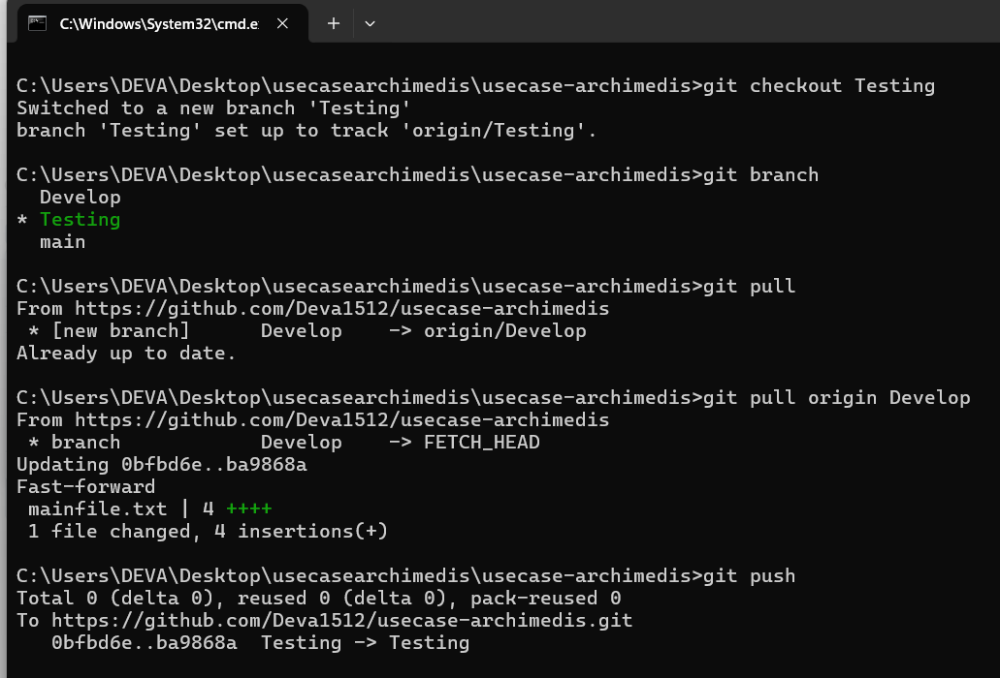 C:\Windows\System32\cmd.e
C:\Users\DEVA\Desktop\usecasearchimedis\usecase-archimedis>git checkout Testing
Switched to a new branch 'Testing'
branch 'Testing' set up to track 'origin/Testing'.
C:\Users\DEVA\Desktop\usecasearchimedis\usecase-archimedis>git branch
  Develop
* Testing
  main
C:\Users\DEVA\Desktop\usecasearchimedis\usecase-archimedis>git pull
From https://github.com/Deva1512/usecase-archimedis
 * [new branch]      Develop    -> origin/Develop
Already up to date.
C:\Users\DEVA\Desktop\usecasearchimedis\usecase-archimedis>git pull origin Develop
From https://github.com/Deva1512/usecase-archimedis
 * branch            Develop    -> FETCH_HEAD
Updating 0bfbd6e..ba9868a
Fast-forward
 mainfile.txt | 4 ++++
 1 file changed, 4 insertions(+)
C:\Users\DEVA\Desktop\usecasearchimedis\usecase-archimedis>git push
Total 0 (delta 0), reused 0 (delta 0), pack-reused 0
To https://github.com/Deva1512/usecase-archimedis.git
   0bfbd6e..ba9868a  Testing -> Testing